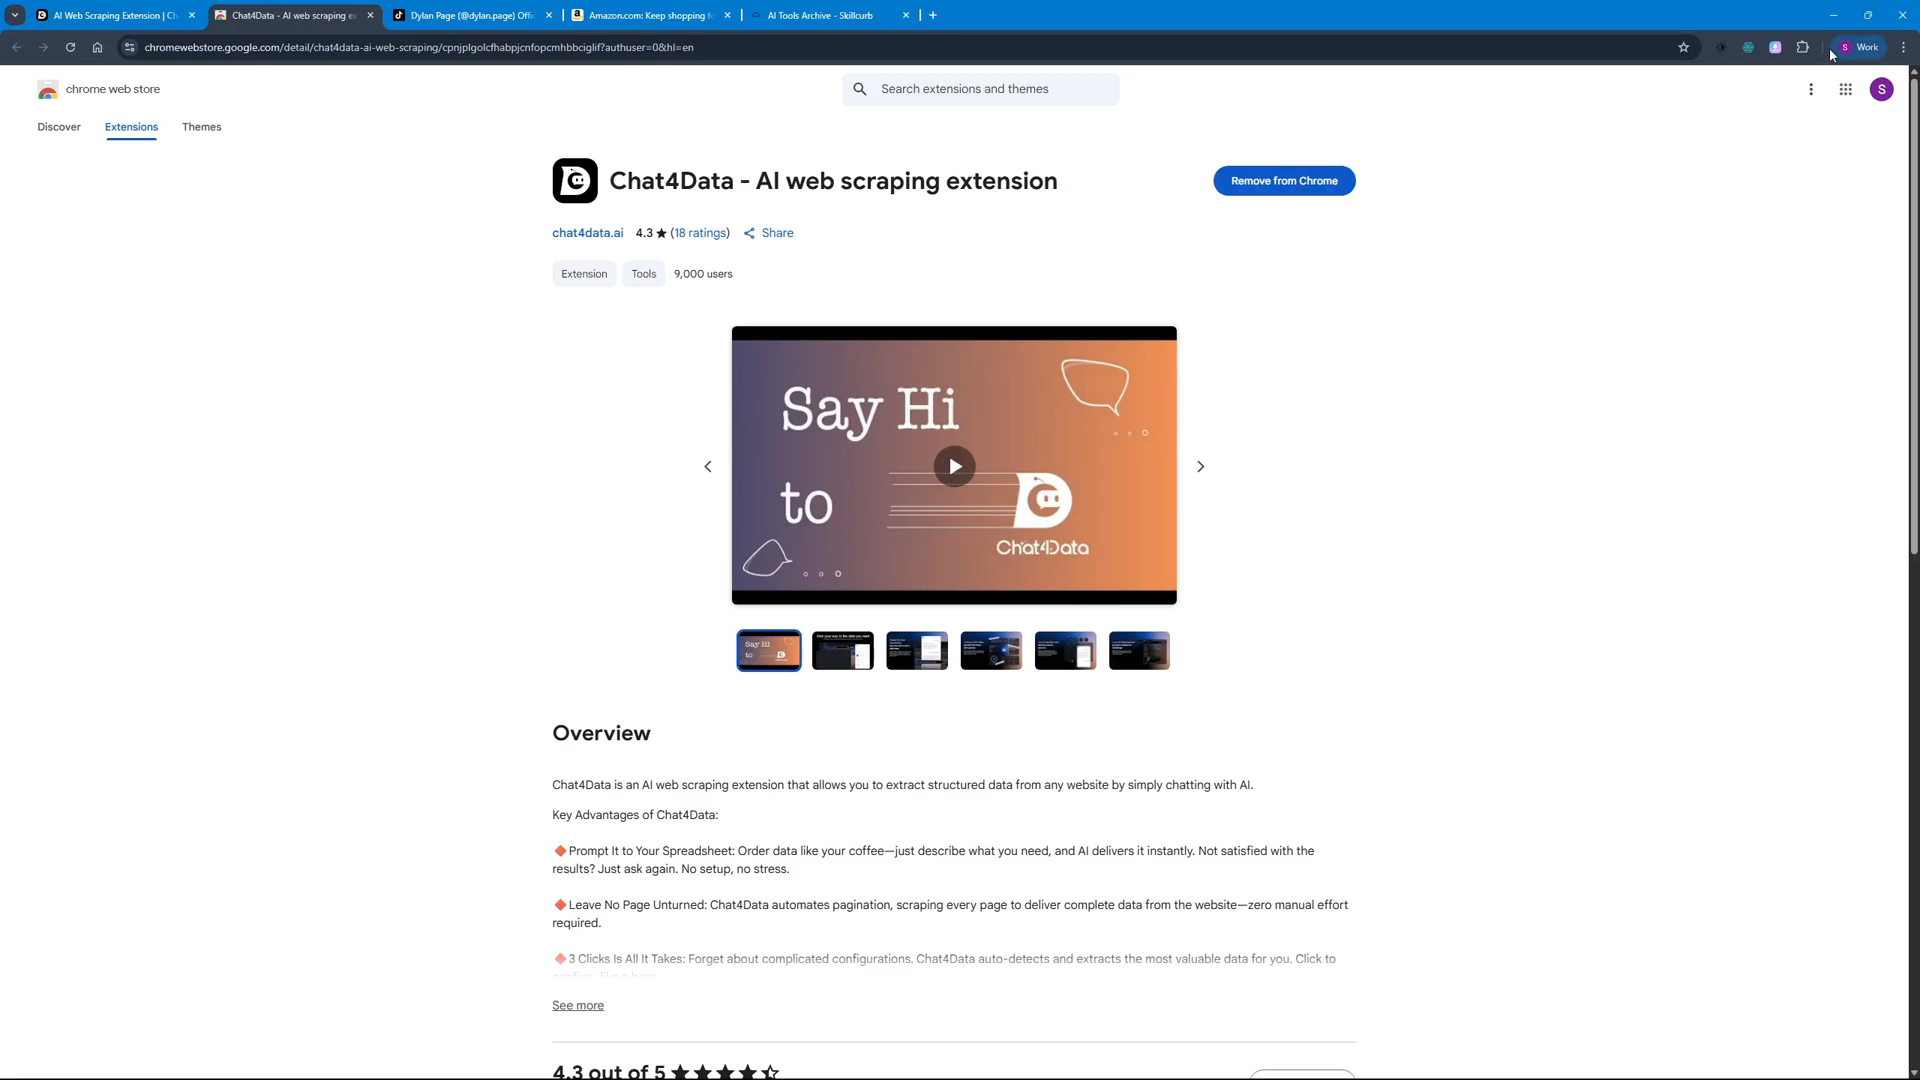 AI Web Scraping Extension | Ch
Chat4Data - AI web scraping ex
Dylan Page (@dylan.page) Offi
Amazon.com: Keep shopping fo
AI Tools Archive - Skillcurb
chromewebstore.google.com/detail/chat4data-ai-web-scraping/cpnjplgolcfhabpjcnfopcmhbbciglif?authuser=0&hl=en
S Work
chrome web store
Search extensions and themes
S
Discover
Extensions
Themes
Chat4Data - AI web scraping extension
Remove from Chrome
chat4data.ai 4.3 ★ (18 ratings) Share
Extension Tools 9,000 users
Say Hi
to
Chat4Data
Say Hi
to
Overview
Chat4Data is an AI web scraping extension that allows you to extract structured data from any website by simply chatting with AI.
Key Advantages of Chat4Data:
♦Prompt It to Your Spreadsheet: Order data like your coffee—just describe what you need, and AI delivers it instantly. Not satisfied with the
results? Just ask again. No setup, no stress.
♦Leave No Page Unturned: Chat4Data automates pagination, scraping every page to deliver complete data from the website—zero manual effort
required.
♦3 Clicks Is All It Takes: Forget about complicated configurations. Chat4Data auto-detects and extracts the most valuable data for you. Click to
confirm, like a boss.
See more
4.3 out of 5